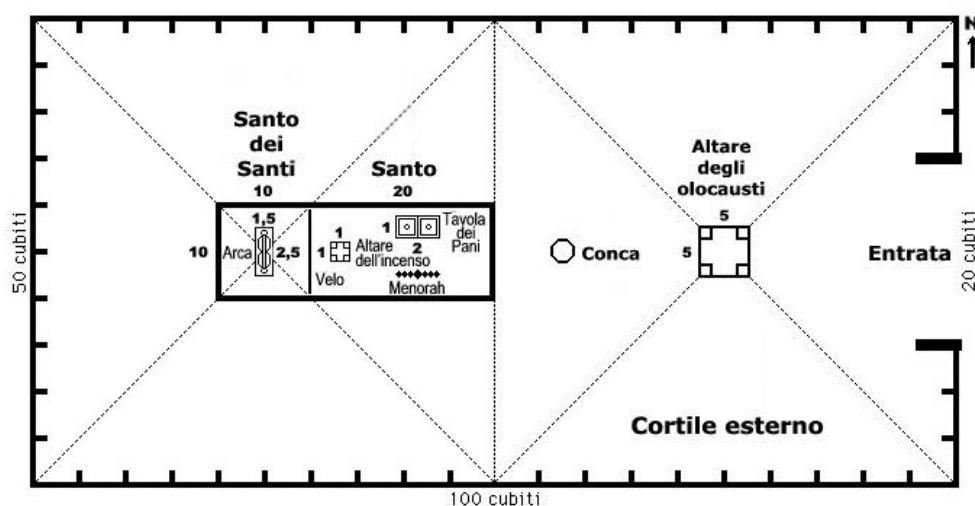 N
Santo
dei
Santi
10
Santo
20
Altare
degli
olocausti
5
1,5
10
Arca
2,5
Velo
1
1
Altare
dell'incenso
1
2
Tavola
dei
Pani
Menorah
Conca
5
Entrata
50 cubiti
20 cubiti
Cortile esterno
100 cubiti